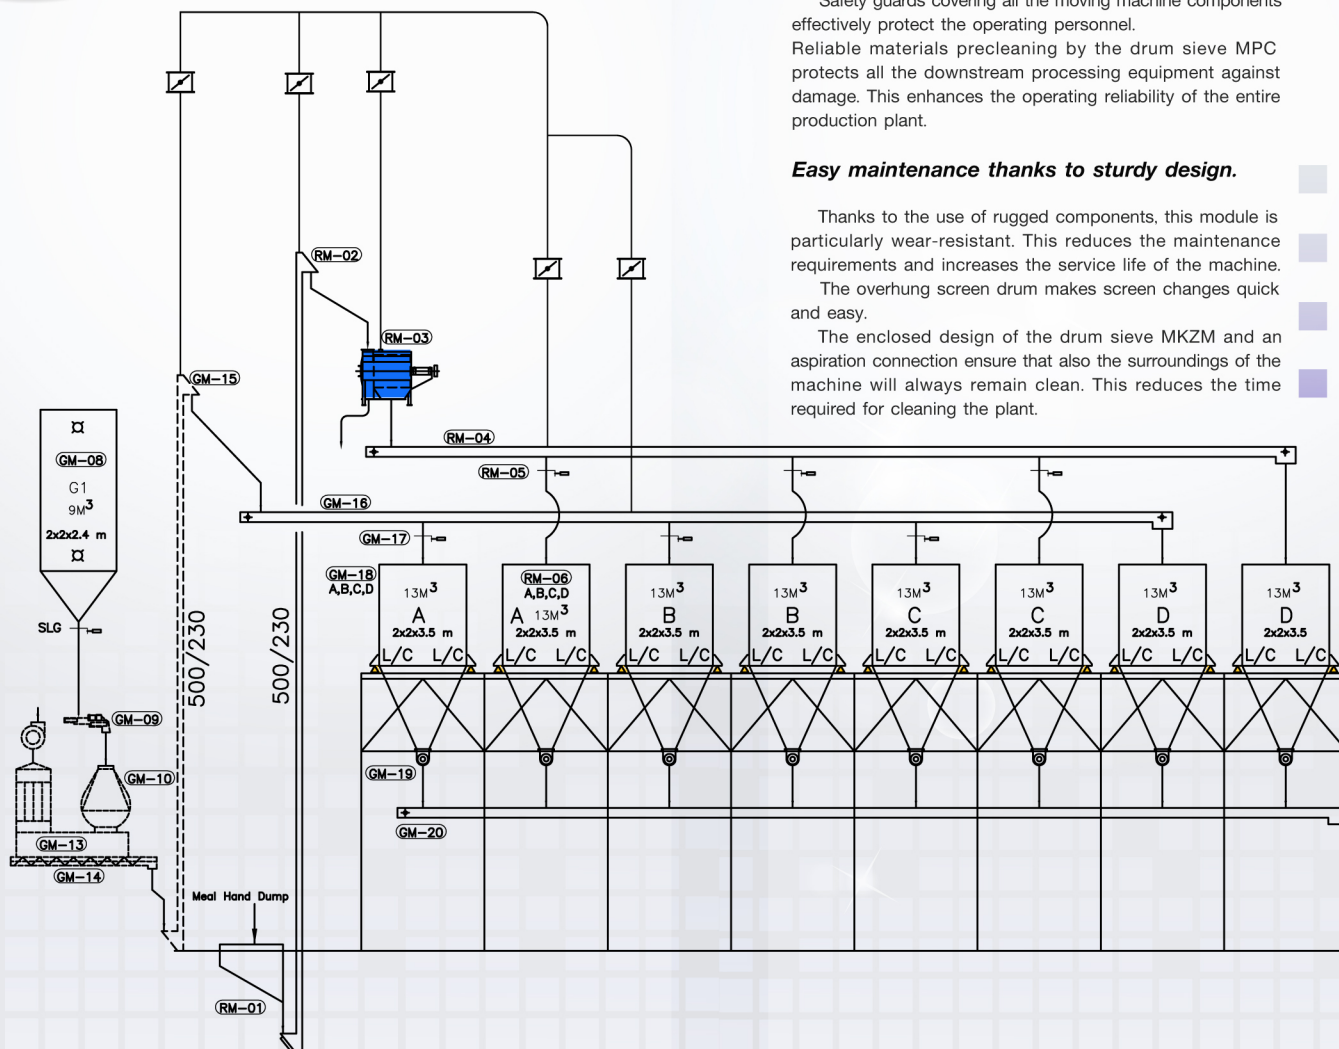 Safety guards covering all the moving machine components
effectively protect the operating personnel.
Reliable materials precleaning by the drum sieve MPC
protects all the downstream processing equipment against
damage. This enhances the operating reliability of the entire
production plant.
Easy maintenance thanks to sturdy design.
Thanks to the use of rugged components, this module is
particularly wear-resistant. This reduces the maintenance
requirements and increases the service life of the machine.
The overhung screen drum makes screen changes quick
and easy.
The enclosed design of the drum sieve MKZM and an
aspiration connection ensure that also the surroundings of the
machine will always remain clean. This reduces the time
required for cleaning the plant.
RM-02
RM-03
GM-15
RM-04
GM-08
G1
9M³
2x2x2.4 m
RM-05
GM-16
GM-17
GM-18
A,B,C,D
13M³
A
2x2x3.5 m
L/C L/C
RM-06
A,B,C,D
A 13M³
2x2x3.5 m
L/C L/C
13M³
B
2x2x3.5 m
L/C L/C
13M³
B
2x2x3.5 m
L/C L/C
13M³
C
2x2x3.5 m
L/C L/C
13M³
C
2x2x3.5 m
L/C L/C
13M³
D
2x2x3.5 m
L/C L/C
13M³
D
2x2x3.5
L/C L/C
SLG
500/230
500/230
GM-09
GM-10
GM-19
GM-20
GM-13
GM-14
Meal Hand Dump
RM-01